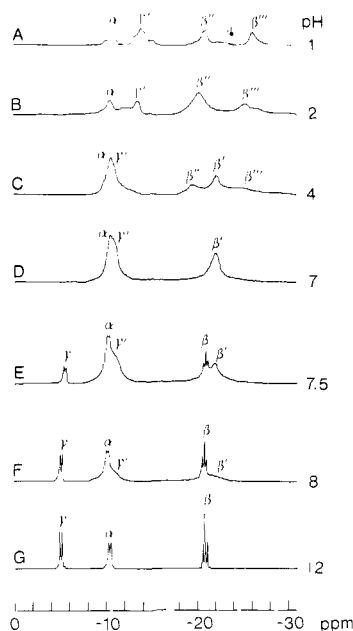 α γ'' β'' β''' pH
A 1
α γ'' β'' β'''
B 2
α γ'' β'' β' β'''
C 4
α γ' β'
D 7
γ α γ' β β'
E 7.5
γ α γ' β β'
F 8
γ α β
G 12
0 -10 -20 -30 ppm